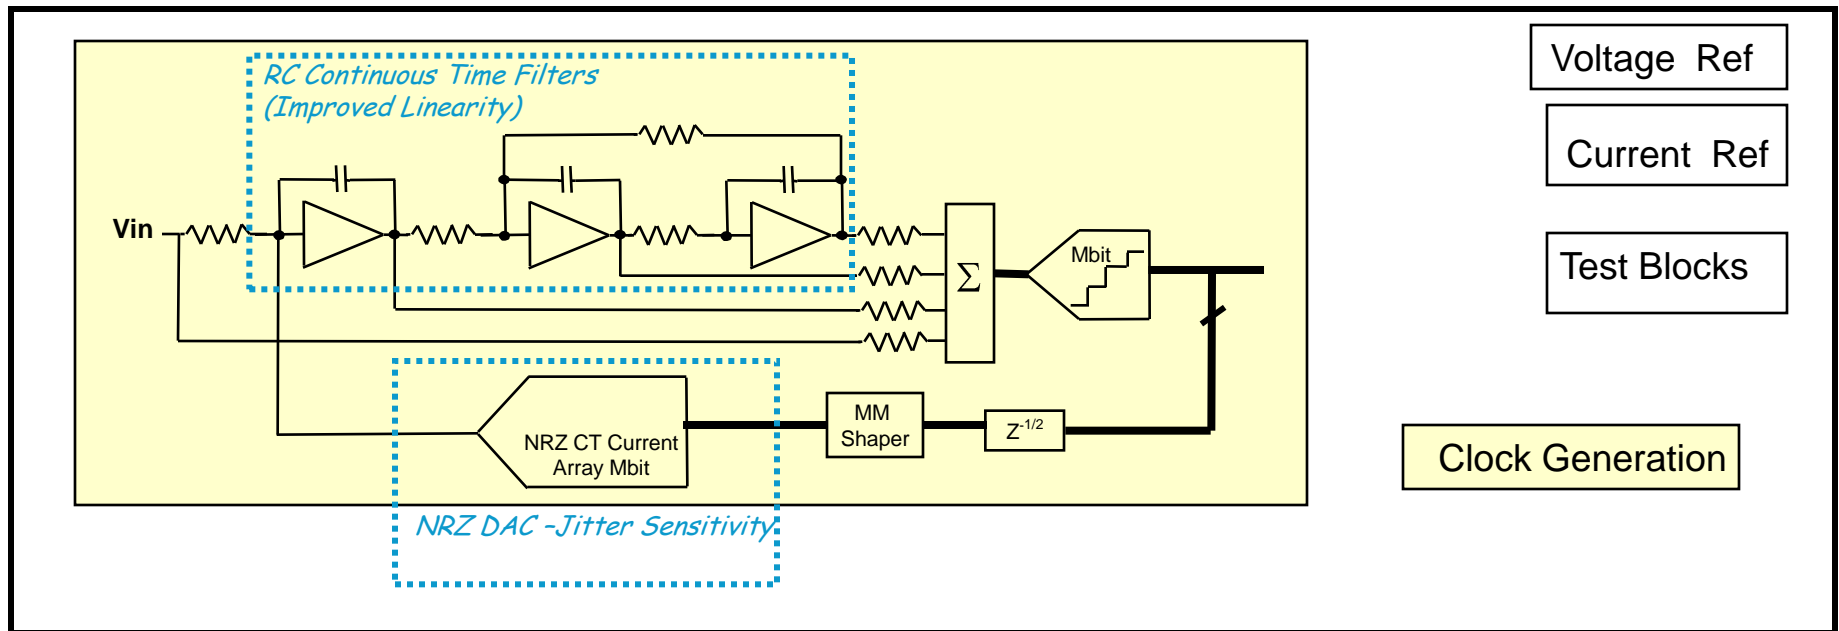 RC Continuous Time Filters
(Improved Linearity)
Vin
Σ
Mbit
NRZ CT Current
Array Mbit
MM
Shaper
Z-1/2
NRZ DAC –Jitter Sensitivity
Voltage Ref
Current Ref
Test Blocks
Clock Generation